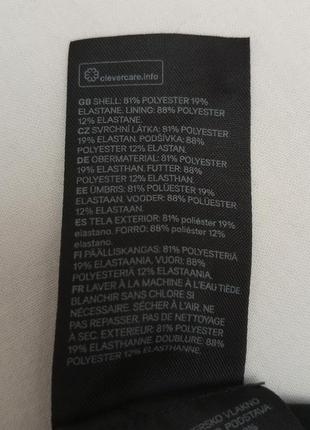 clevercare.info
GB SHELL: 81% POLYESTER 19%
ELASTANE. LINING: 88% POLYESTER
12% ELASTANE.
CZ SVRCHNÍ LÁTKA: 81% POLYESTER
19% ELASTAN. PODŠÍVKA: 88%
POLYESTER 12% ELASTAN.
DE OBERMATERIAL: 81% POLYESTER
19% ELASTHAN. FUTTER: 88%
POLYESTER 12% ELASTHAN.
EE ÜMBRIS: 81% POLÜESTER 19%
ELASTAAN, VOODER: 88% POLÜESTER
12% ELASTAAN.
ES TELA EXTERIOR: 81% poliéster 19%
elastano. FORRO: 88% poliéster 12%
elastano.
FI PÄÄLLISKANGAS: 81% POLYESTERIÄ
19% ELASTAANIA, VUORI: 88%
POLYESTERIÄ 12% ELASTAANIA.
FR LAVER À LA MACHINE À L'EAU TIÈDE.
BLANCHIR SANS CHLORE SI
NÉCESSAIRE. SÉCHER À L'AIR. NE
PAS REPASSER. PAS DE NETTOYAGE
À SEC. EXTERIEUR: 81% POLYESTER
19% ELASTHANNE DOUBLURE: 88%
POLYESTER 12% ELASTHANNE.
ERSKO VLAKNO
PODSTAVA